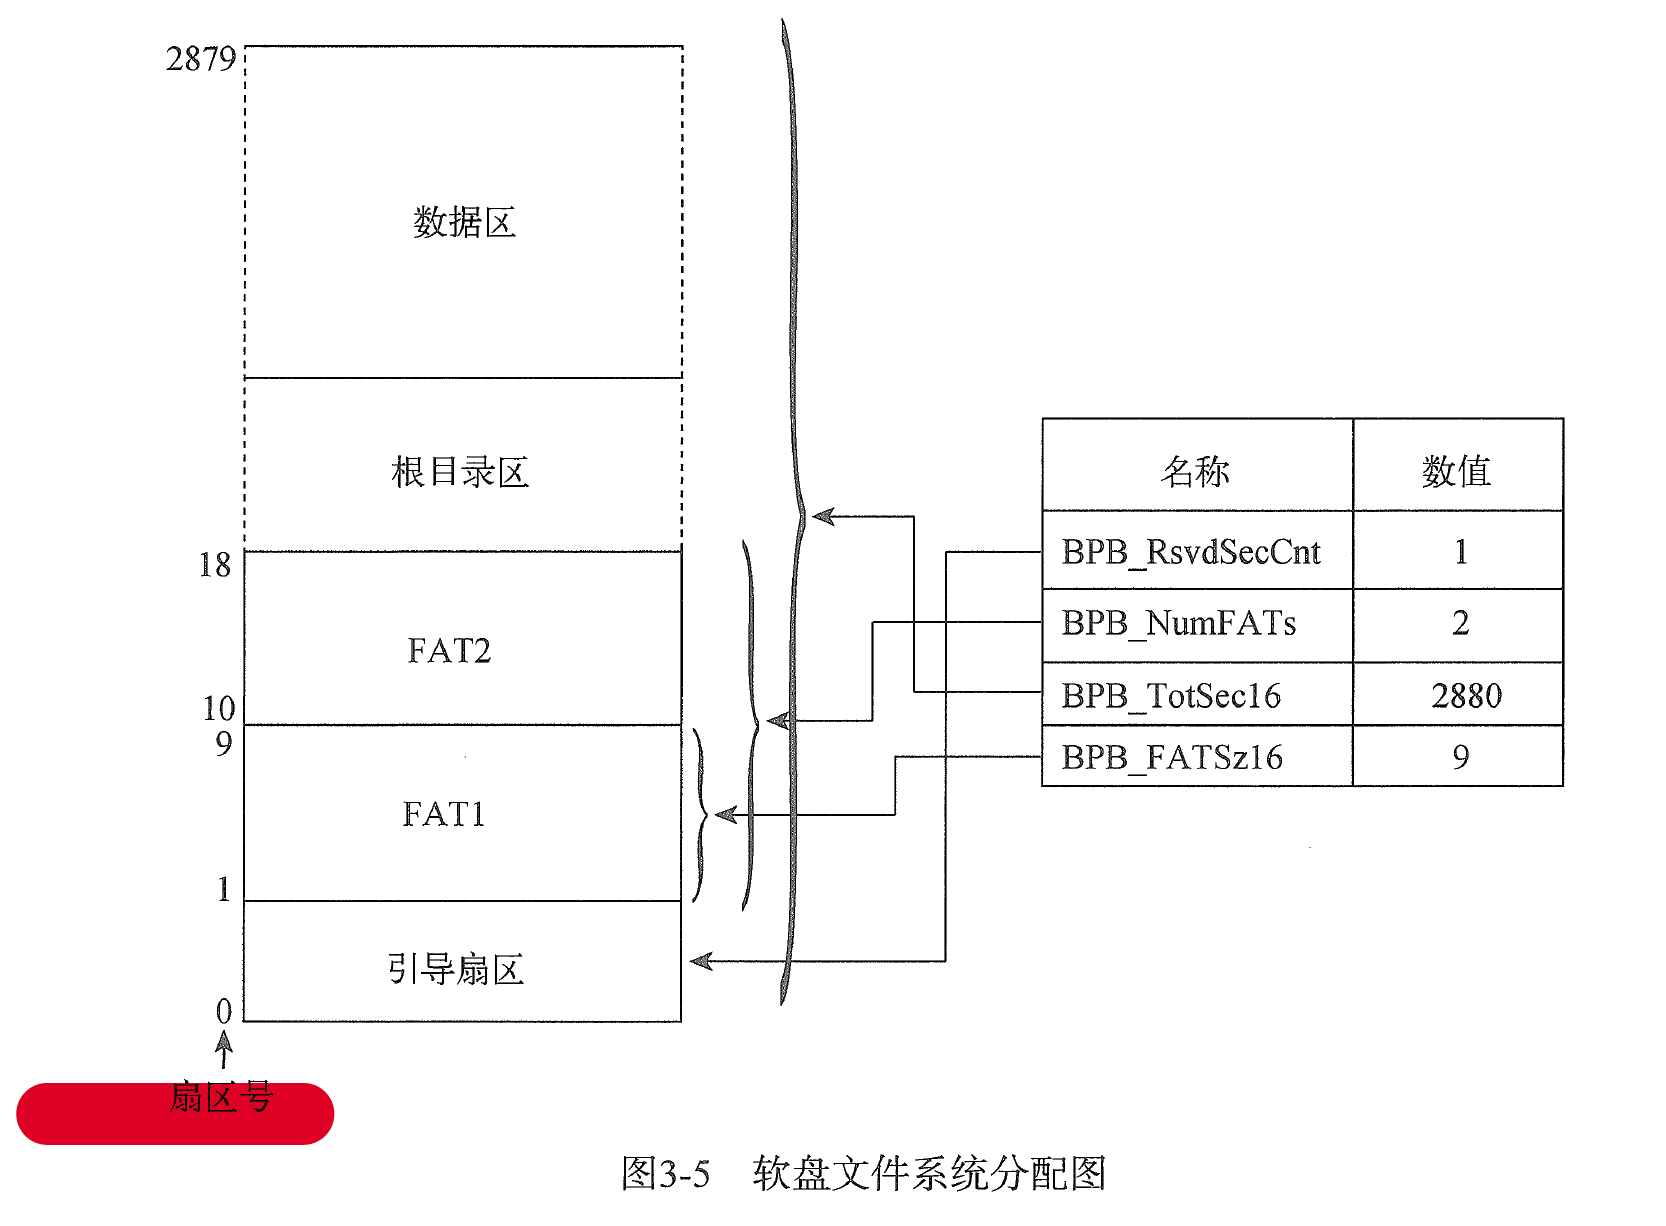 2879
数据区
根目录区
18
FAT2
10
9
FAT1
1
引导扇区
0
扇区号
名称 数值
BPB_RsvdSecCnt 1
BPB_NumFATs 2
BPB_TotSec16 2880
BPB_FATSz16 9
图3-5 软盘文件系统分配图